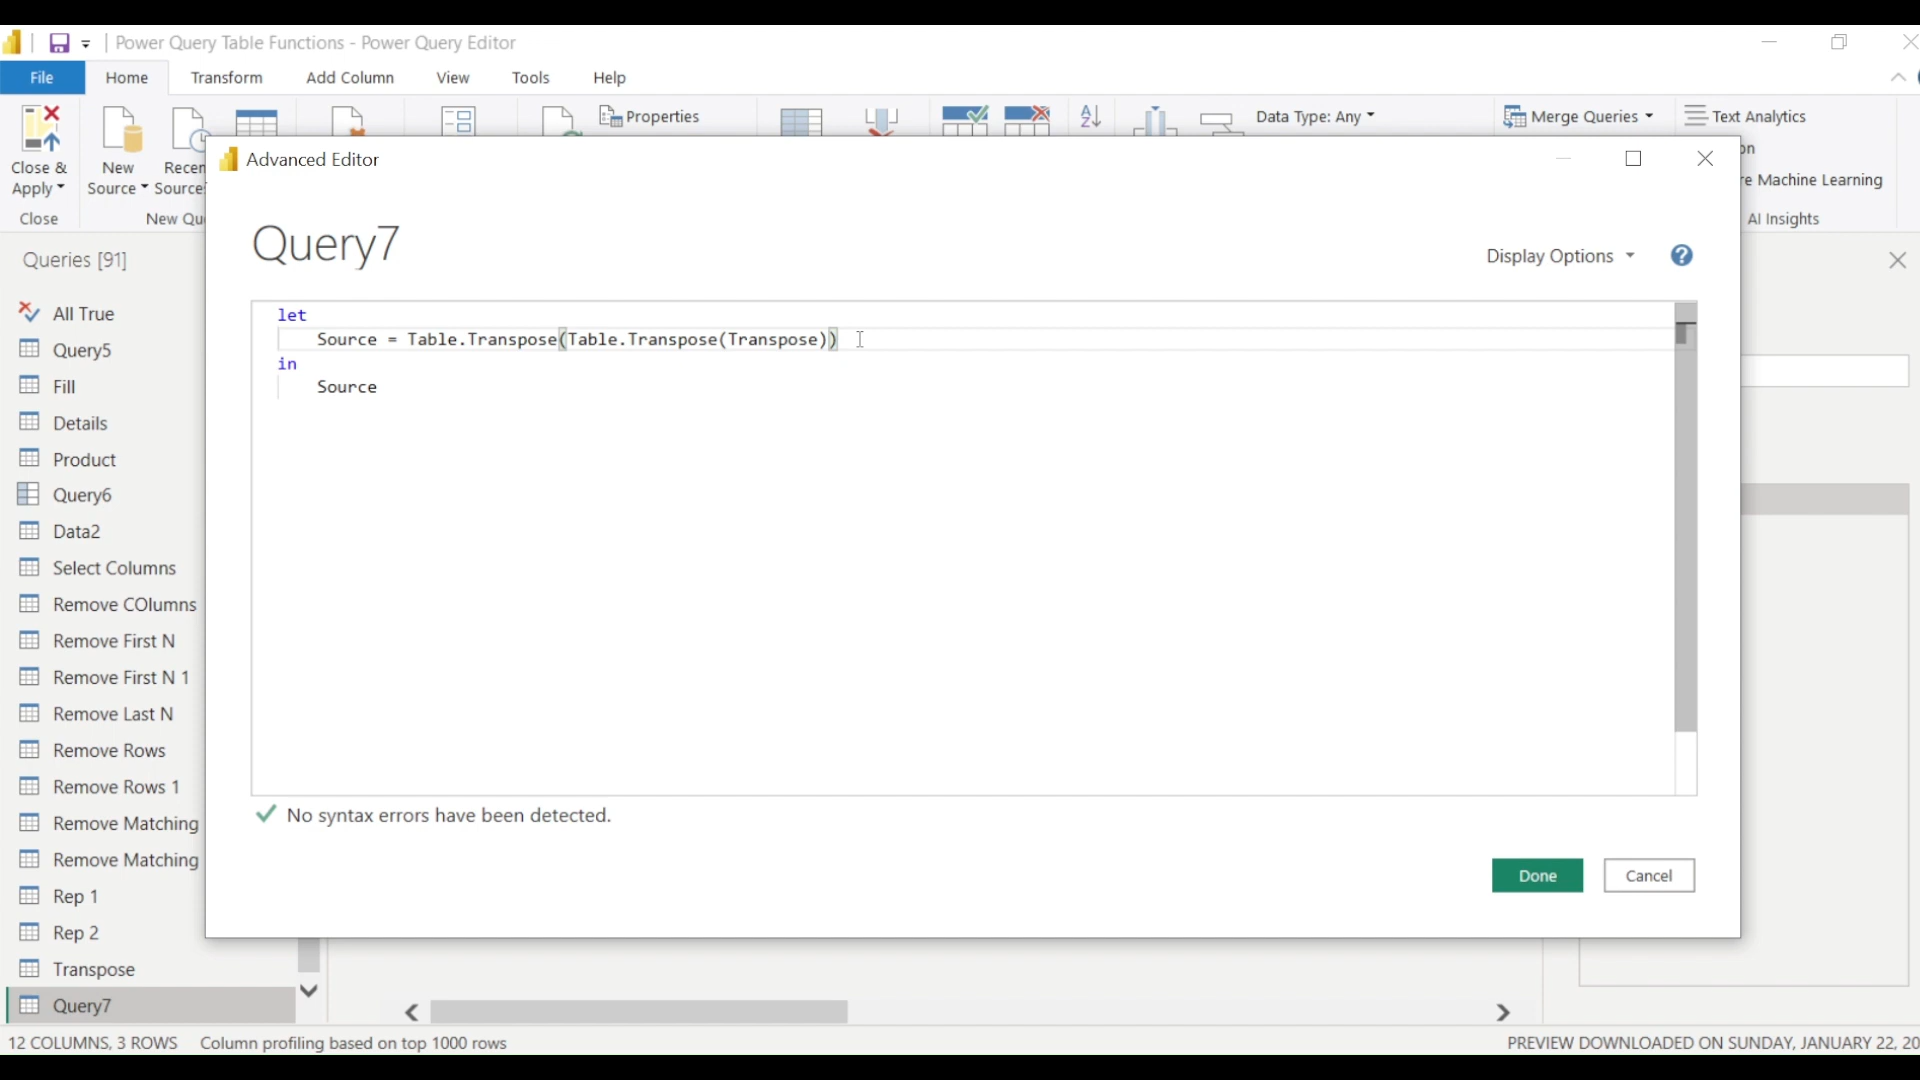 Power Query Table Functions - Power Query Editor
File Home Transform Add Column View Tools Help
Properties Data Type: Any Merge Queries Text Analytics
Close & Apply New Source
re Machine Learning
Close AI Insights
Advanced Editor
Query7
Display Options
Queries [91]
All True
Query5
Fill
Details
Product
Query6
Data2
Select Columns
Remove COlumns
Remove First N
Remove First N 1
Remove Last N
Remove Rows
Remove Rows 1
Remove Matching
Remove Matching
Rep 1
Rep 2
Transpose
Query7
let
Source = Table.Transpose(Table.Transpose(Transpose))
in
Source
No syntax errors have been detected.
Done Cancel
12 COLUMNS, 3 ROWS Column profiling based on top 1000 rows
PREVIEW DOWNLOADED ON SUNDAY, JANUARY 22, 20